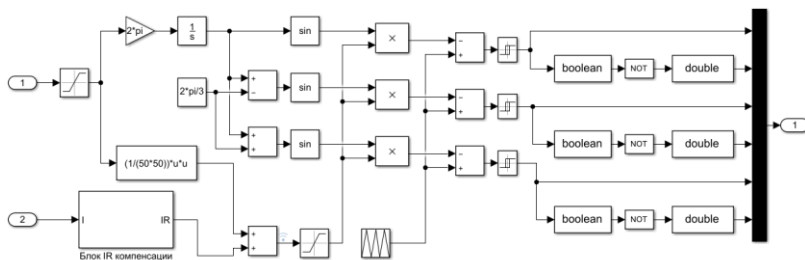 2*pi
1
s
sin
×
−
+
1
2*pi/3
+
−
sin
×
−
+
+
+
sin
×
−
+
boolean
NOT
double
boolean
NOT
double
boolean
NOT
double
1
(1/(50*50))*u*u
2
I
IR
+
+
Блок IR компенсации